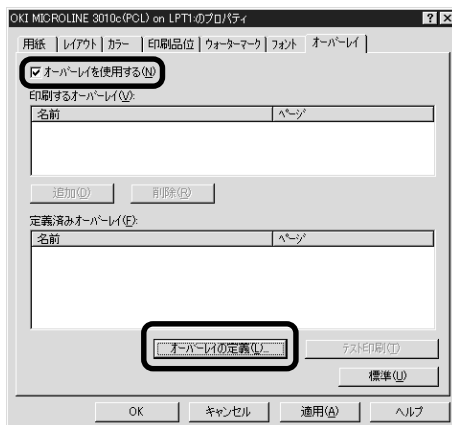 OKI MICROLINE 3010c(PCL) on LPT1:のプロパティ
用紙 レイアウト カラー 印刷品位 ウォーターマーク フォント オーバーレイ
オーバーレイを使用する(N)
印刷するオーバーレイ(V):
名前 ページ
追加(D) 削除(R)
定義済みオーバーレイ(F):
名前 ページ
オーバーレイの定義(L)...
テスト印刷(T)
標準(U)
OK キャンセル 適用(A) ヘルプ